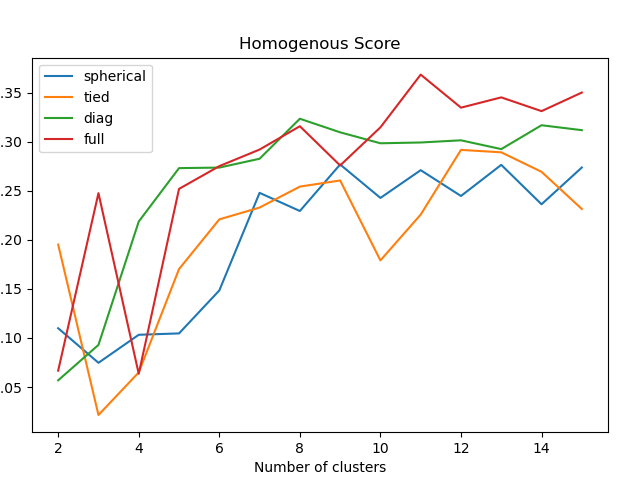 Homogenous Score
spherical
tied
diag
full
.35
.30
.25
.20
.15
.10
.05
2 4 6 8 10 12 14
Number of clusters